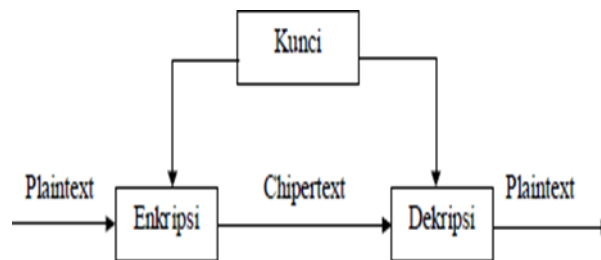 Kunci
Plaintext
Chipertext
Plaintext
Enkripsi
Dekripsi